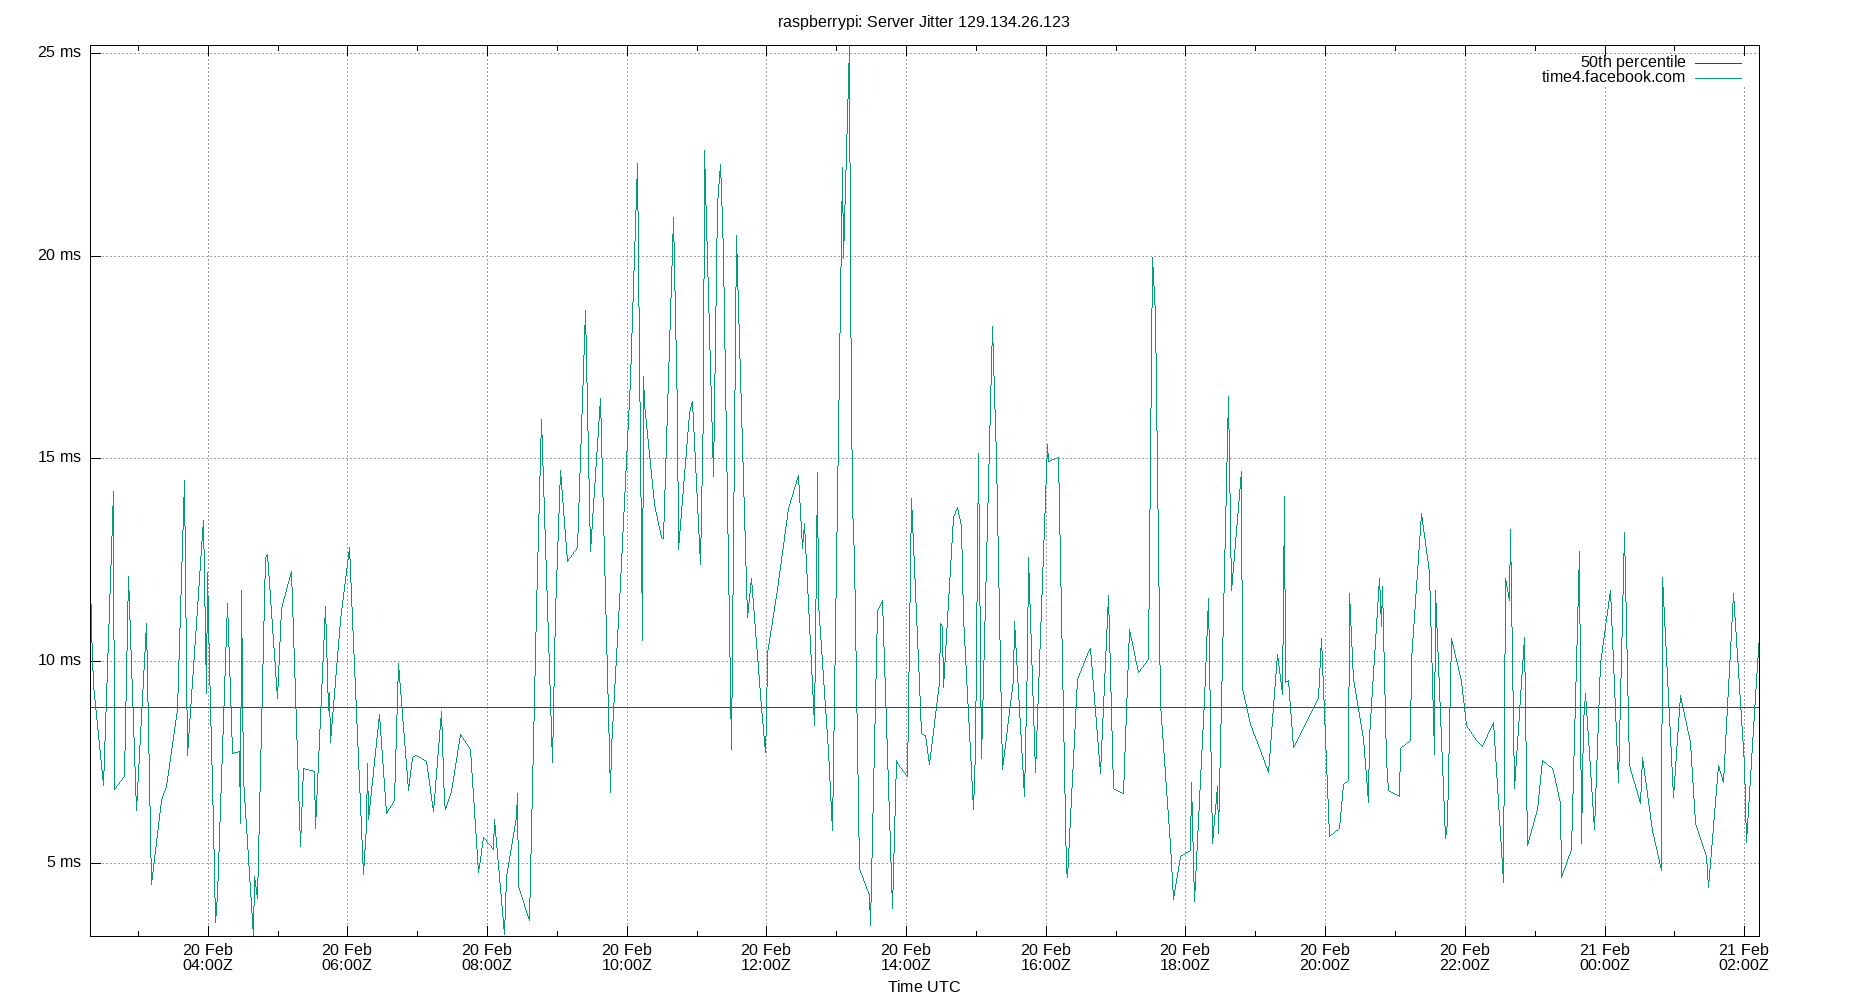 raspberrypi: Server Jitter 129.134.26.123
25 ms
20 ms
15 ms
10 ms
5 ms
50th percentile
time4.facebook.com
20 Feb
04:00Z
20 Feb
06:00Z
20 Feb
08:00Z
20 Feb
10:00Z
20 Feb
12:00Z
20 Feb
14:00Z
20 Feb
16:00Z
20 Feb
18:00Z
20 Feb
20:00Z
20 Feb
22:00Z
21 Feb
00:00Z
21 Feb
02:00Z
Time UTC